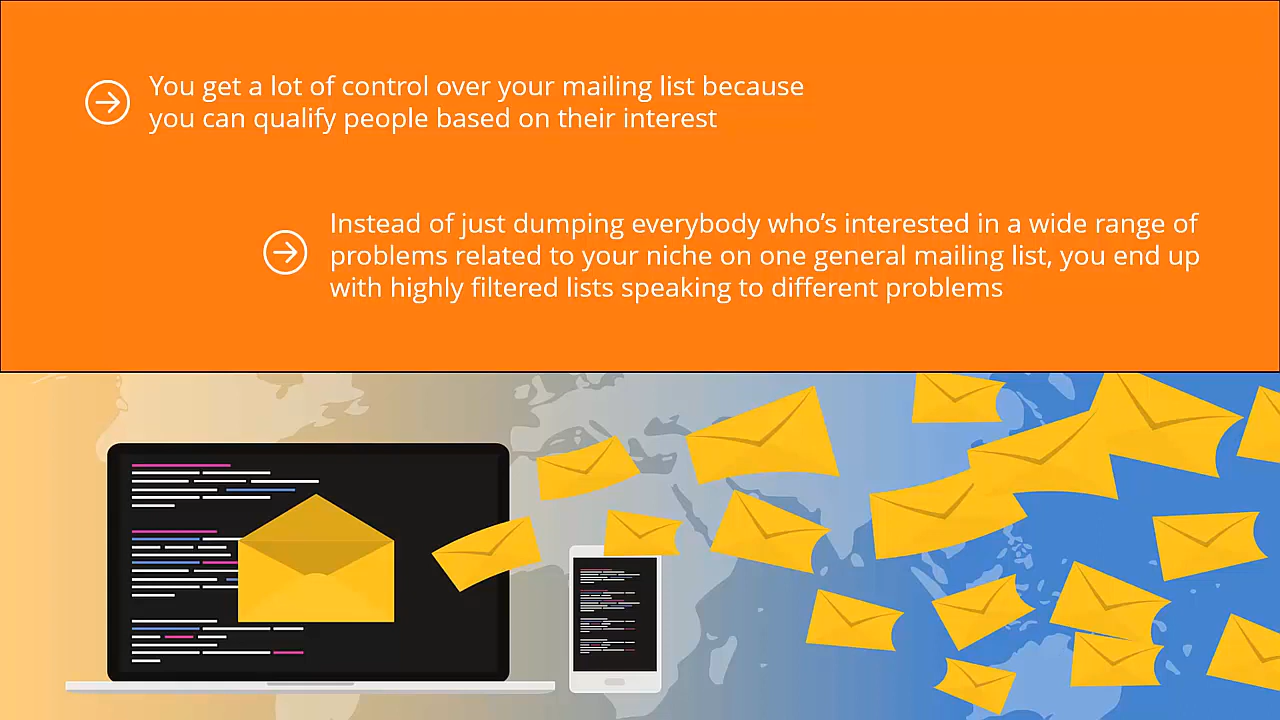 You get a lot of control over your mailing list because
you can qualify people based on their interest
Instead of just dumping everybody who’s interested in a wide range of
problems related to your niche on one general mailing list, you end up
with highly filtered lists speaking to different problems